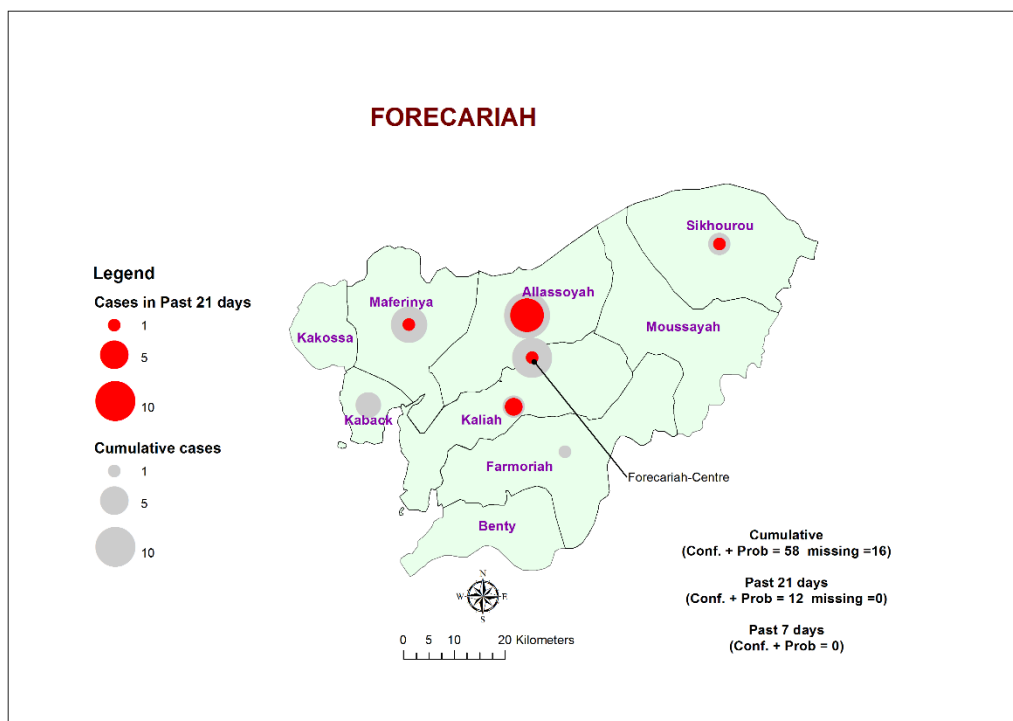 FORECARIAH
Sikhourou
Allassoyah
Maferinya
Moussayah
Kakossa
Kaback
Kaliah
Farmoriah
Forecariah-Centre
Benty
Legend
Cases in Past 21 days
1
5
10
Cumulative cases
1
5
10
Cumulative
(Conf. + Prob = 58 missing =16)
Past 21 days
(Conf. + Prob = 12 missing =0)
Past 7 days
(Conf. + Prob = 0)
N
W E
S
0 5 10 20 Kilometers